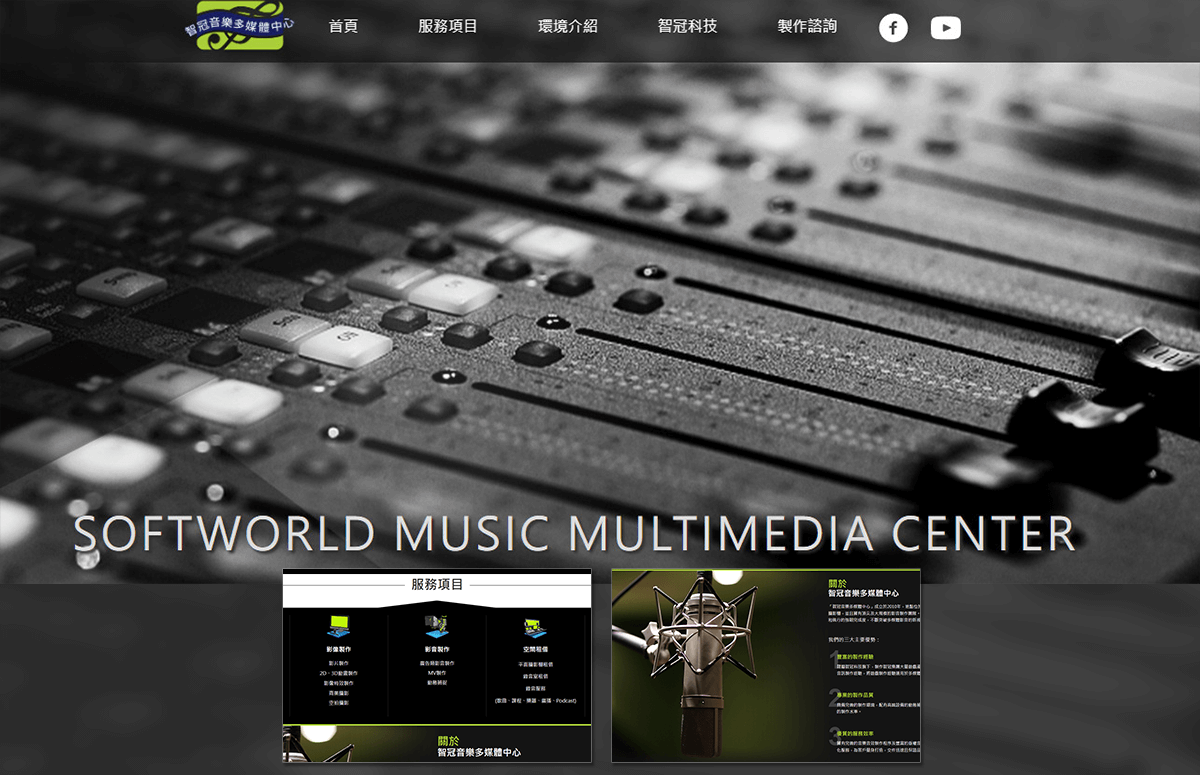 智冠音樂多媒體中心
首頁
服務項目
環境介紹
智冠科技
製作諮詢
Solo
On
SOFTWORLD MUSIC MULTIMEDIA CENTER
服務項目
影像製作
影片製作
2D、3D動畫製作
影像特效製作
商業攝影
空拍攝影
影音製作
廣告類影音製作
MV製作
動態親錄
空間租借
平面攝影棚租借
錄音室租借
錄音服務
(歌曲、課程、樂器、廣播、Podcast)
關於
智冠音樂多媒體中心
關於
智冠音樂多媒體中心
我們的三大主要優勢：
1
豐富的製作經驗
2
專業的製作品質
3
優質的服務效率